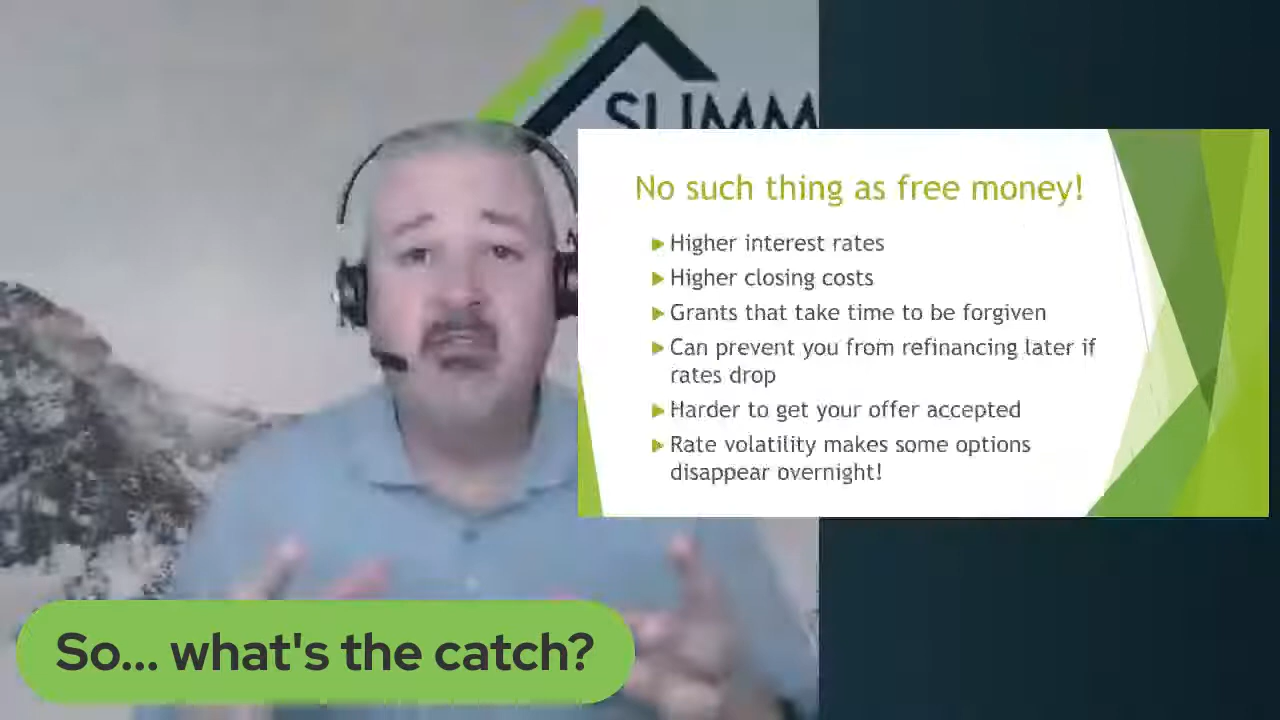 SUMM
No such thing as free money!
Higher interest rates
Higher closing costs
Grants that take time to be forgiven
Can prevent you from refinancing later if
rates drop
Harder to get your offer accepted
Rate volatility makes some options
disappear overnight!
So... what's the catch?